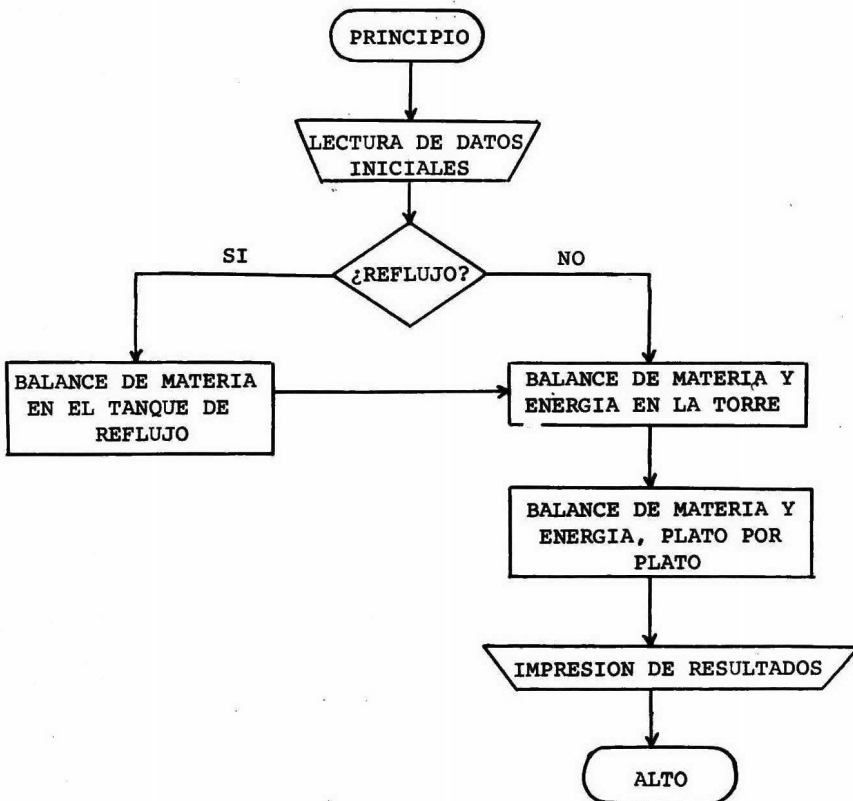 PRINCIPIO
LECTURA DE DATOS
INICIALES
¿REFLUJO?
SI
NO
BALANCE DE MATERIA
EN EL TANQUE DE
REFLUJO
BALANCE DE MATERIA Y
ENERGIA EN LA TORRE
BALANCE DE MATERIA Y
ENERGIA, PLATO POR
PLATO
IMPRESION DE RESULTADOS
ALTO